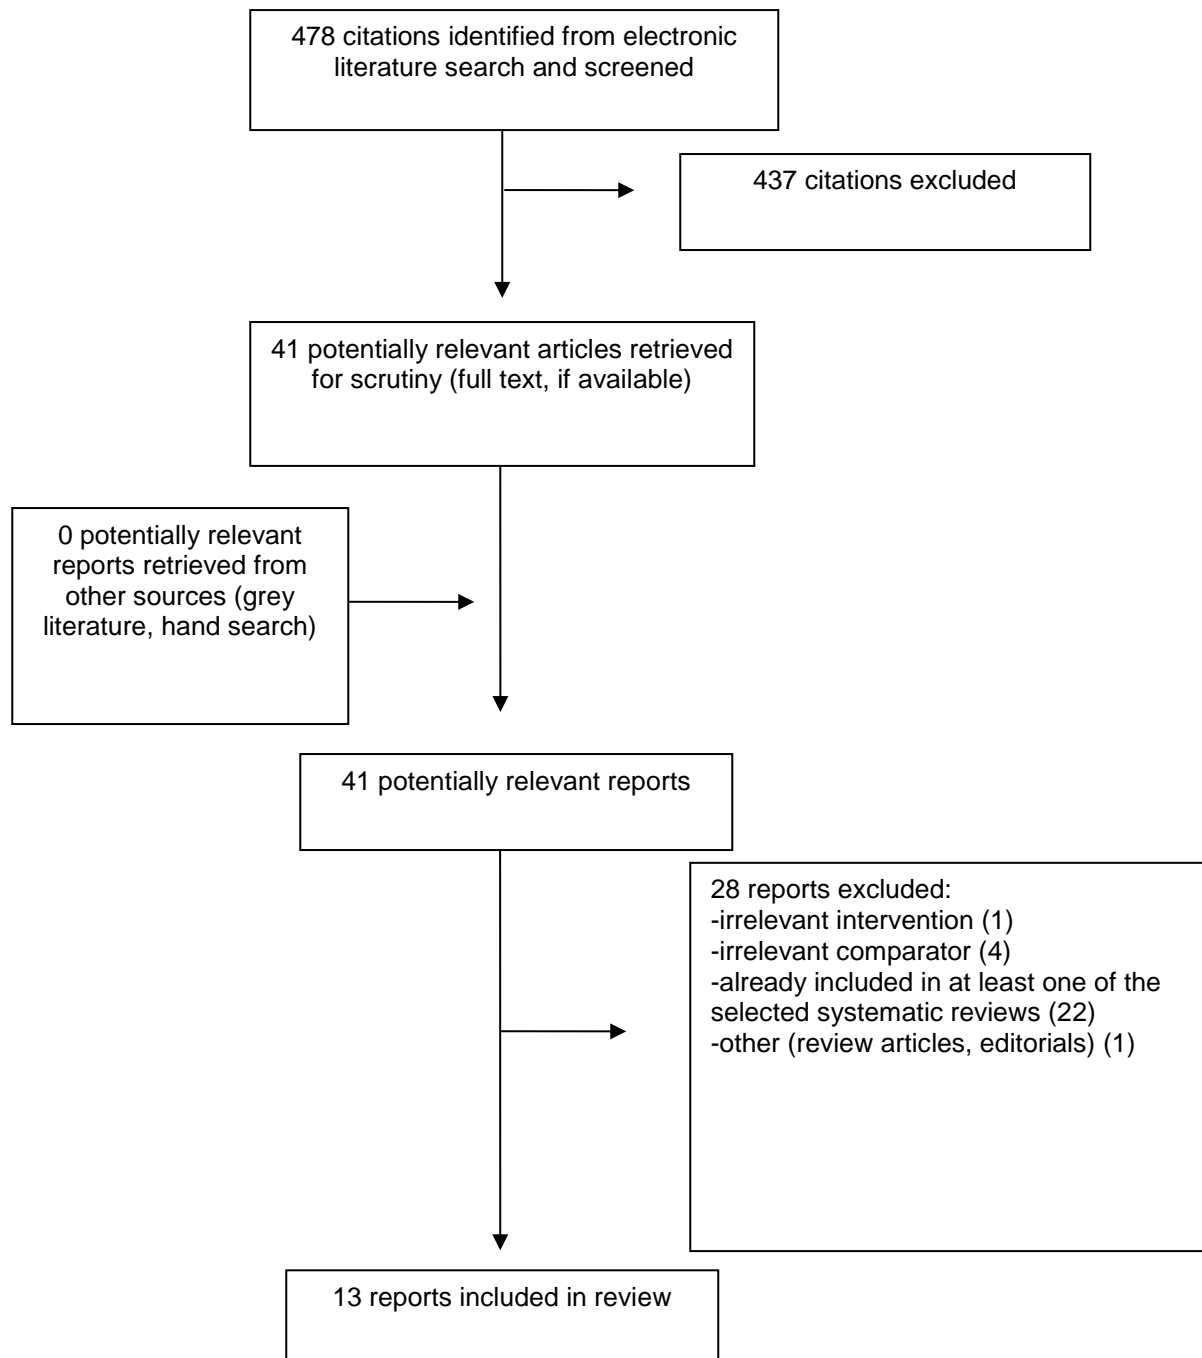 478 citations identified from electronic
literature search and screened
437 citations excluded
41 potentially relevant articles retrieved
for scrutiny (full text, if available)
0 potentially relevant
reports retrieved from
other sources (grey
literature, hand search)
41 potentially relevant reports
28 reports excluded:
-irrelevant intervention (1)
-irrelevant comparator (4)
-already included in at least one of the
selected systematic reviews (22)
-other (review articles, editorials) (1)
13 reports included in review